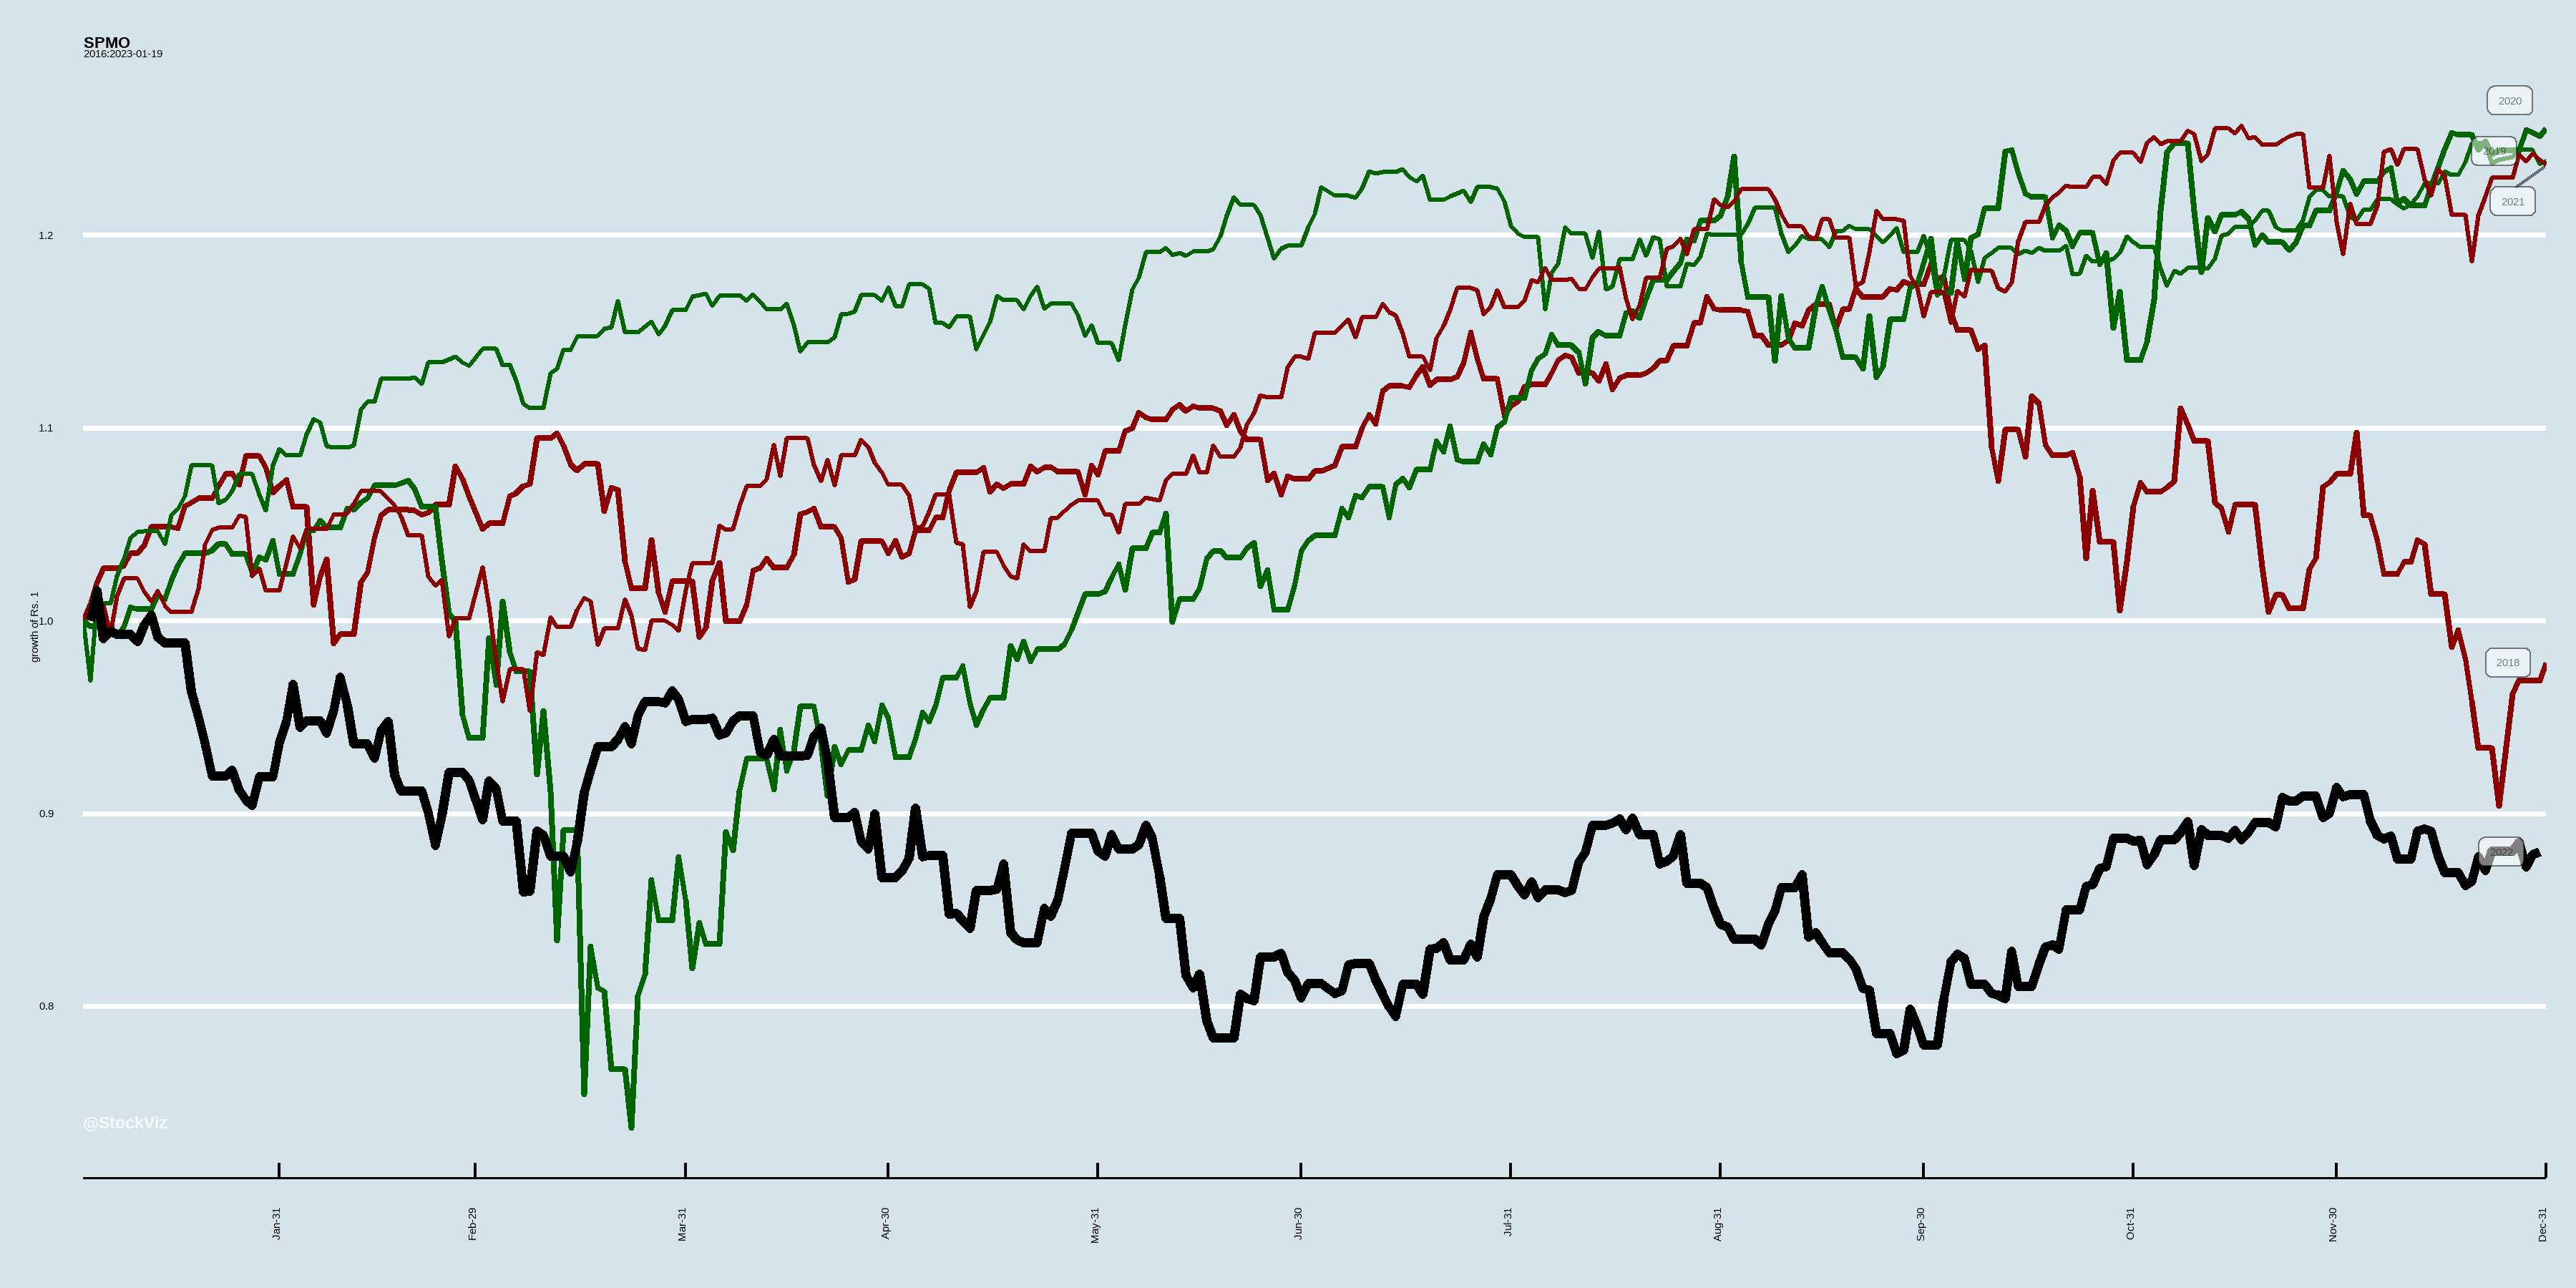 SPMO
2016:2023-01-19
2020
2019
2021
1.2
1.1
growth of Rs. 1
1.0
2018
0.9
2022
0.8
@StockViz
Jan-31
Feb-29
Mar-31
Apr-30
May-31
Jun-30
Jul-31
Aug-31
Sep-30
Oct-31
Nov-30
Dec-31